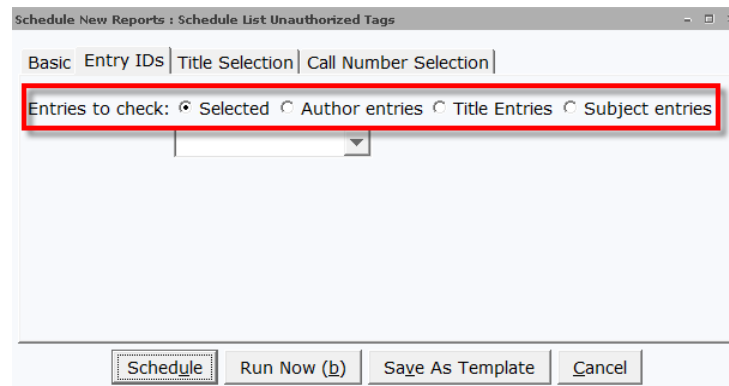 Schedule New Reports : Schedule List Unauthorized Tags
Basic Entry IDs Title Selection Call Number Selection
Entries to check: Selected Author entries Title Entries Subject entries
Schedule Run Now (b) Save As Template Cancel